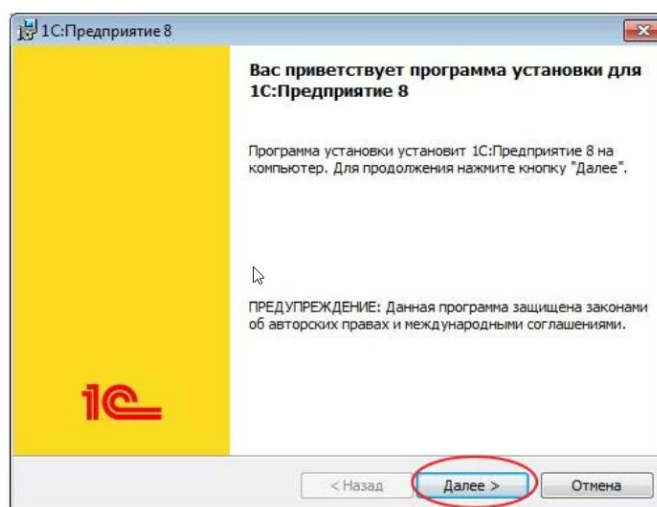 1С:Предприятие 8
Вас приветствует программа установки для
1С:Предприятие 8
Программа установки установит 1С:Предприятие 8 на
компьютер. Для продолжения нажмите кнопку "Далее".
ПРЕДУПРЕЖДЕНИЕ: Данная программа защищена законами
об авторских правах и международными соглашениями.
1С
< Назад
Далее >
Отмена